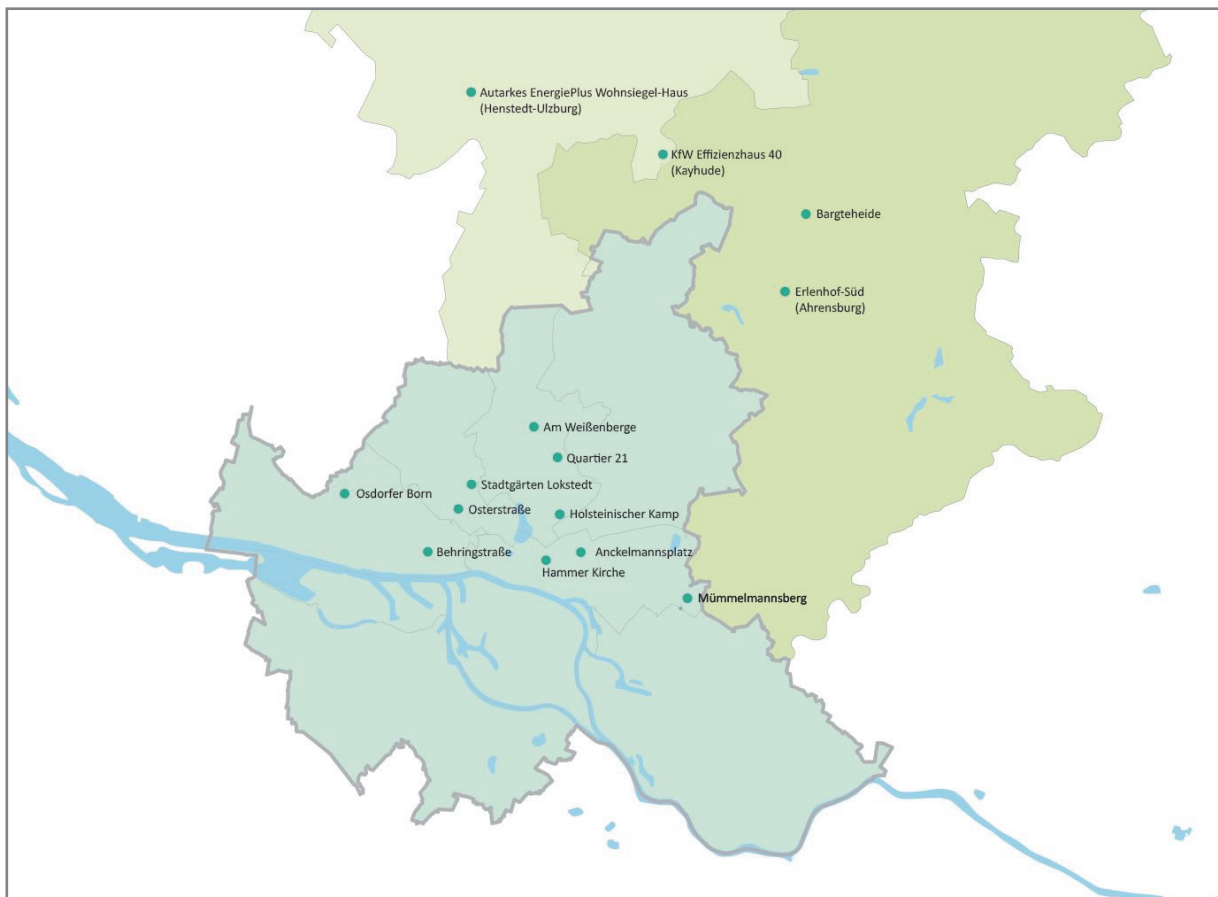 Autarkes EnergiePlus Wohnsiegel-Haus
(Henstedt-Ulzburg)
KfW Effizienzhaus 40
(Kayhude)
Bargteheide
Erlenhof-Süd
(Ahrensburg)
Am Weißenberge
Quartier 21
Stadtgärten Lokstedt
Osdorfer Born
Osterstraße
Holsteinischer Kamp
Behringstraße
Anckelmannsplatz
Hammer Kirche
Mümmelmannsberg